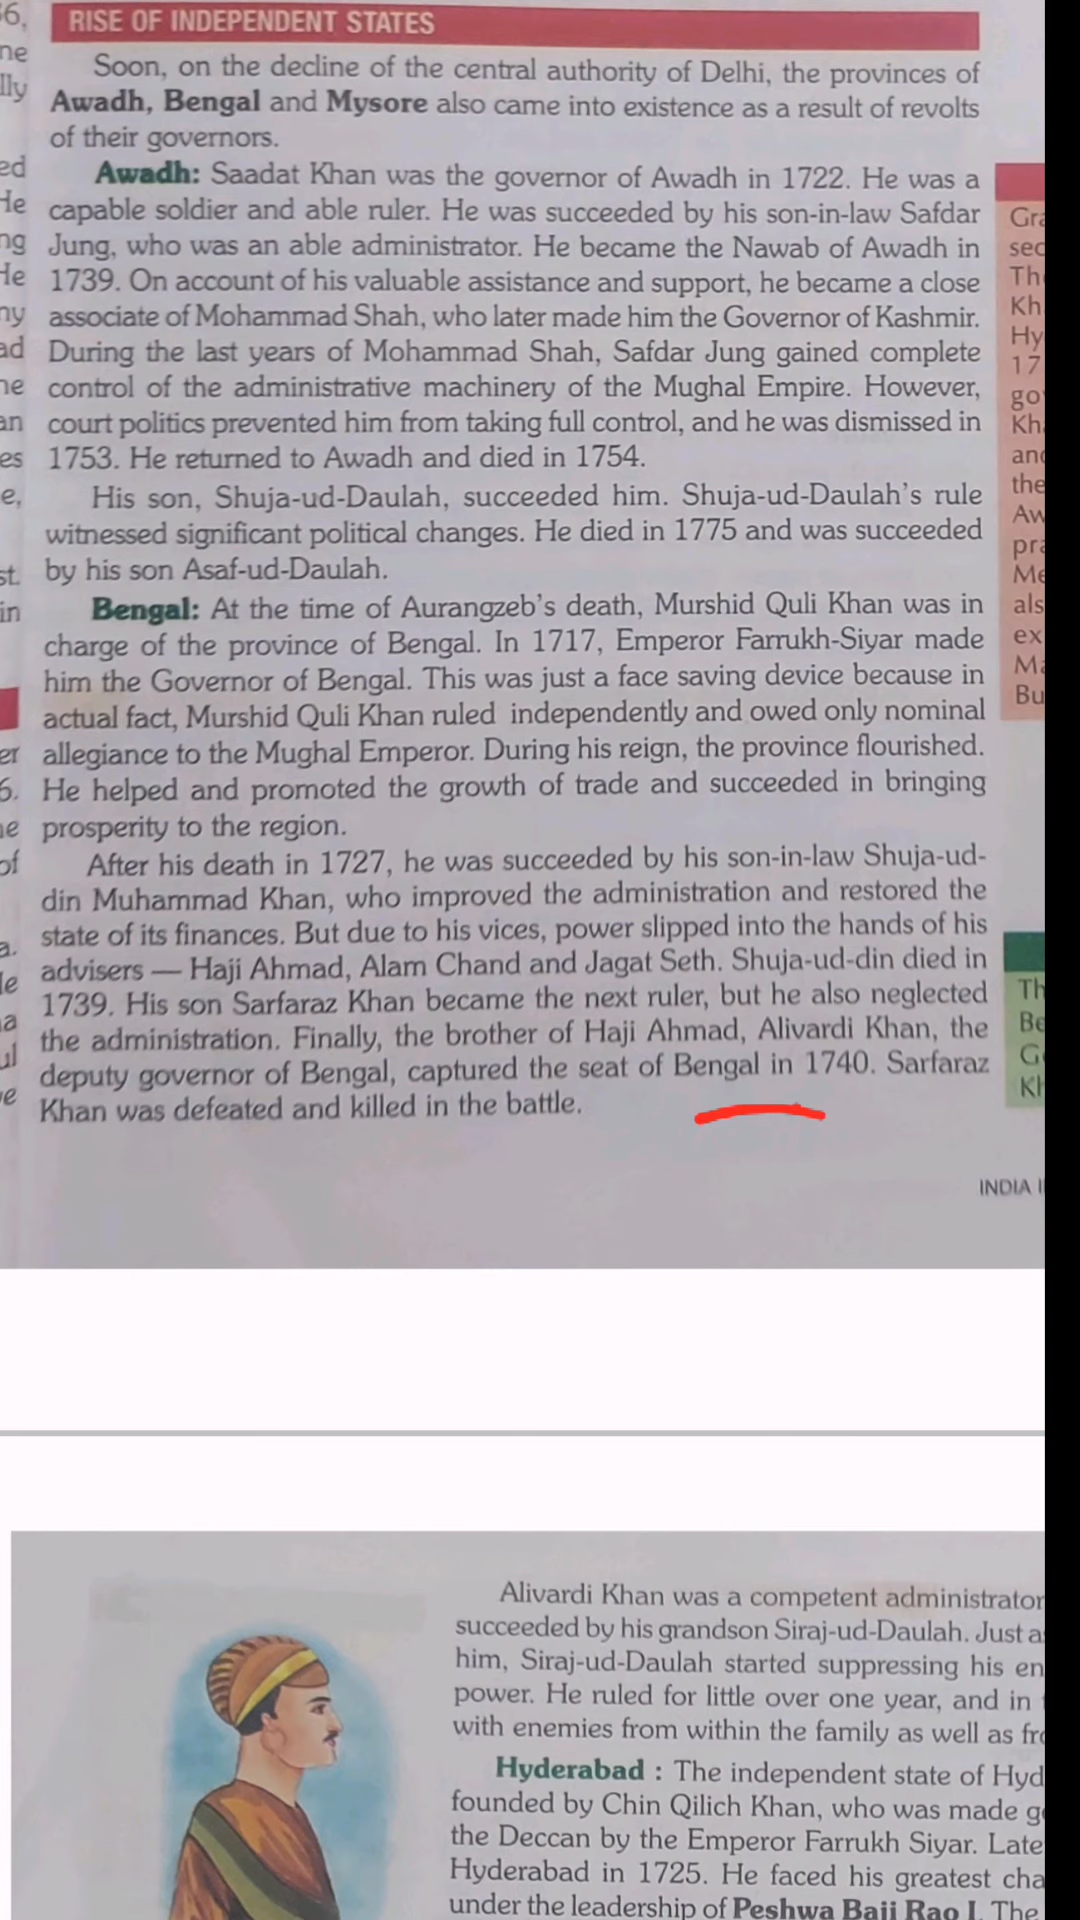 RISE OF INDEPENDENT STATES
Soon, on the decline of the central authority of Delhi, the provinces of
Awadh, Bengal and Mysore also came into existence as a result of revolts
of their governors.
Awadh: Saadat Khan was the governor of Awadh in 1722. He was a
capable soldier and able ruler. He was succeeded by his son-in-law Safdar
Jung, who was an able administrator. He became the Nawab of Awadh in
1739. On account of his valuable assistance and support, he became a close
associate of Mohammad Shah, who later made him the Governor of Kashmir.
During the last years of Mohammad Shah, Safdar Jung gained complete
control of the administrative machinery of the Mughal Empire. However,
court politics prevented him from taking full control, and he was dismissed in
1753. He returned to Awadh and died in 1754.
His son, Shuja-ud-Daulah, succeeded him. Shuja-ud-Daulah's rule
witnessed significant political changes. He died in 1775 and was succeeded
by his son Asaf-ud-Daulah.
Bengal: At the time of Aurangzeb's death, Murshid Quli Khan was in
charge of the province of Bengal. In 1717, Emperor Farrukh-Siyar made
him the Governor of Bengal. This was just a face saving device because in
actual fact, Murshid Quli Khan ruled independently and owed only nominal
allegiance to the Mughal Emperor. During his reign, the province flourished.
He helped and promoted the growth of trade and succeeded in bringing
prosperity to the region.
After his death in 1727, he was succeeded by his son-in-law Shuja-ud-
din Muhammad Khan, who improved the administration and restored the
state of its finances. But due to his vices, power slipped into the hands of his
advisers — Haji Ahmad, Alam Chand and Jagat Seth. Shuja-ud-din died in
1739. His son Sarfaraz Khan became the next ruler, but he also neglected
the administration. Finally, the brother of Haji Ahmad, Alivardi Khan, the
deputy governor of Bengal, captured the seat of Bengal in 1740. Sarfaraz
Khan was defeated and killed in the battle.
INDIA
Alivardi Khan was a competent administrator
succeeded by his grandson Siraj-ud-Daulah. Just
him, Siraj-ud-Daulah started suppressing his en
power. He ruled for little over one year, and in
with enemies from within the family as well as
Hyderabad : The independent state of Hyd
founded by Chin Qilich Khan, who was made
the Deccan by the Emperor Farrukh Siyar. Late
Hyderabad in 1725. He faced his greatest cha
under the leadership of Peshwa Baji Rao I. The